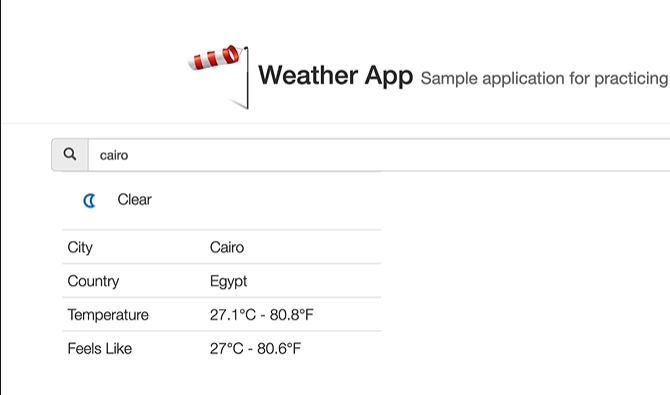 Weather App Sample application for practicing
cairo
Clear
City Cairo
Country Egypt
Temperature 27.1°C - 80.8°F
Feels Like 27°C - 80.6°F